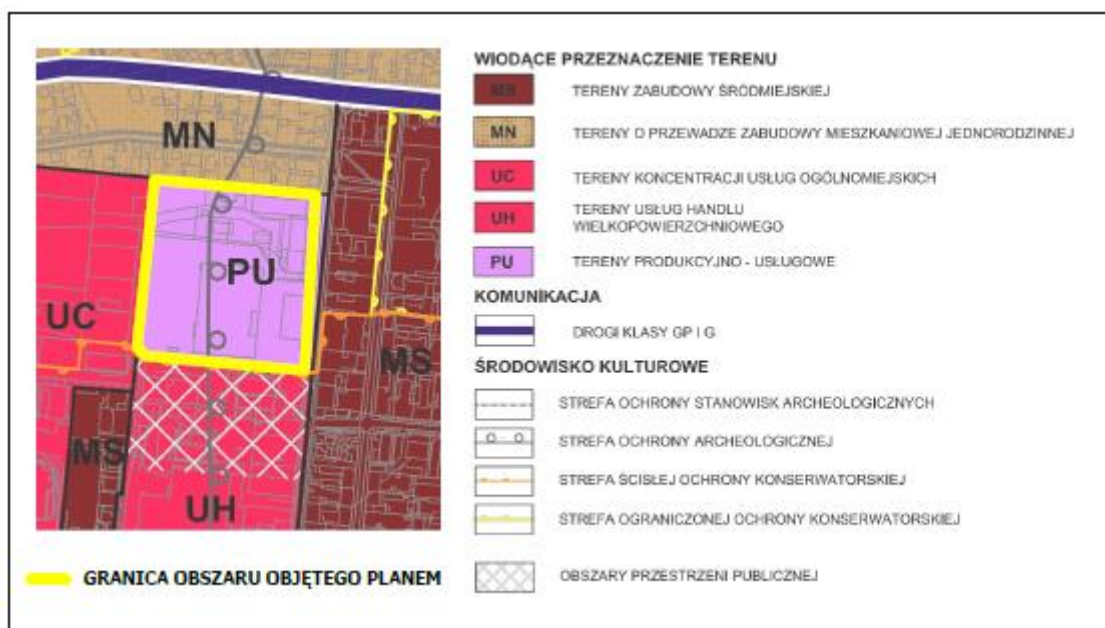 MN
PU
UC
MS
MS
UH
GRANICA OBSZARU OBJĘTEGO PLANEM
WIODĄCE PRZEZNACZENIE TERENU
MS TERENY ZABUDOWY ŚRÓDMIEJSKIEJ
MN TERENY O PRZEWADZE ZABUDOWY MIESZKANIOWEJ JEDNORODZINNEJ
UC TERENY KONCENTRACJI USŁUG OGÓLNOMIEJSKICH
UH TERENY USŁUG HANDLU
WIELKOPOWIERZCHNIOWEGO
PU TERENY PRODUKCYJNO - USŁUGOWE
KOMUNIKACJA
DROGI KLASY GP I G
ŚRODOWISKO KULTUROWE
STREFA OCHRONY STANOWISK ARCHEOLOGICZNYCH
STREFA OCHRONY ARCHEOLOGICZNEJ
STREFA ŚCISŁEJ OCHRONY KONSERWATORSKIEJ
STREFA OGRANICZONEJ OCHRONY KONSERWATORSKIEJ
OBSZARY PRZESTRZENI PUBLICZNEJ